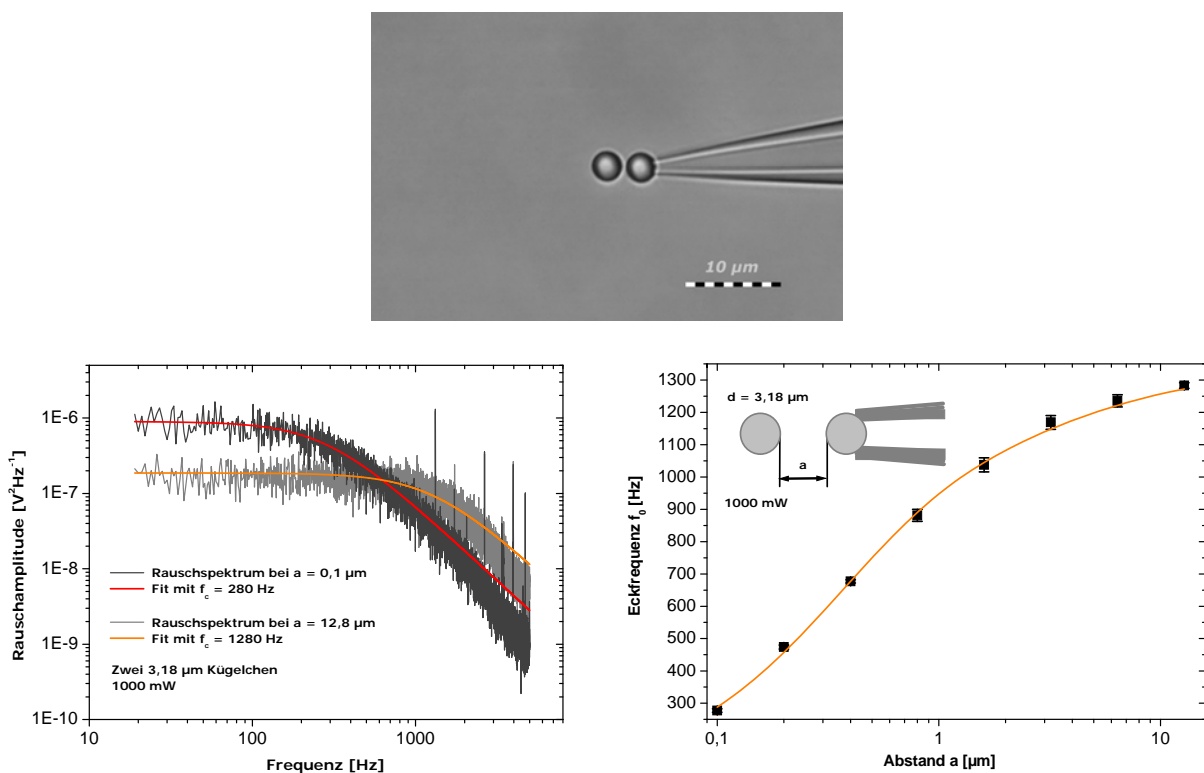 10 µm
Rauschamplitude [V²Hz⁻¹]
1E-6
1E-7
1E-8
1E-9
1E-10
Rauschspektrum bei a = 0,1 µm
Fit mit f_c = 280 Hz
Rauschspektrum bei a = 12,8 µm
Fit mit f_c = 1280 Hz
Zwei 3,18 µm Kügelchen
1000 mW
10 100 1000
Frequenz [Hz]
Eckfrequenz f₀ [Hz]
1300
1200
1100
1000
900
800
700
600
500
400
300
d = 3,18 µm
a
1000 mW
0,1 1 10
Abstand a [µm]